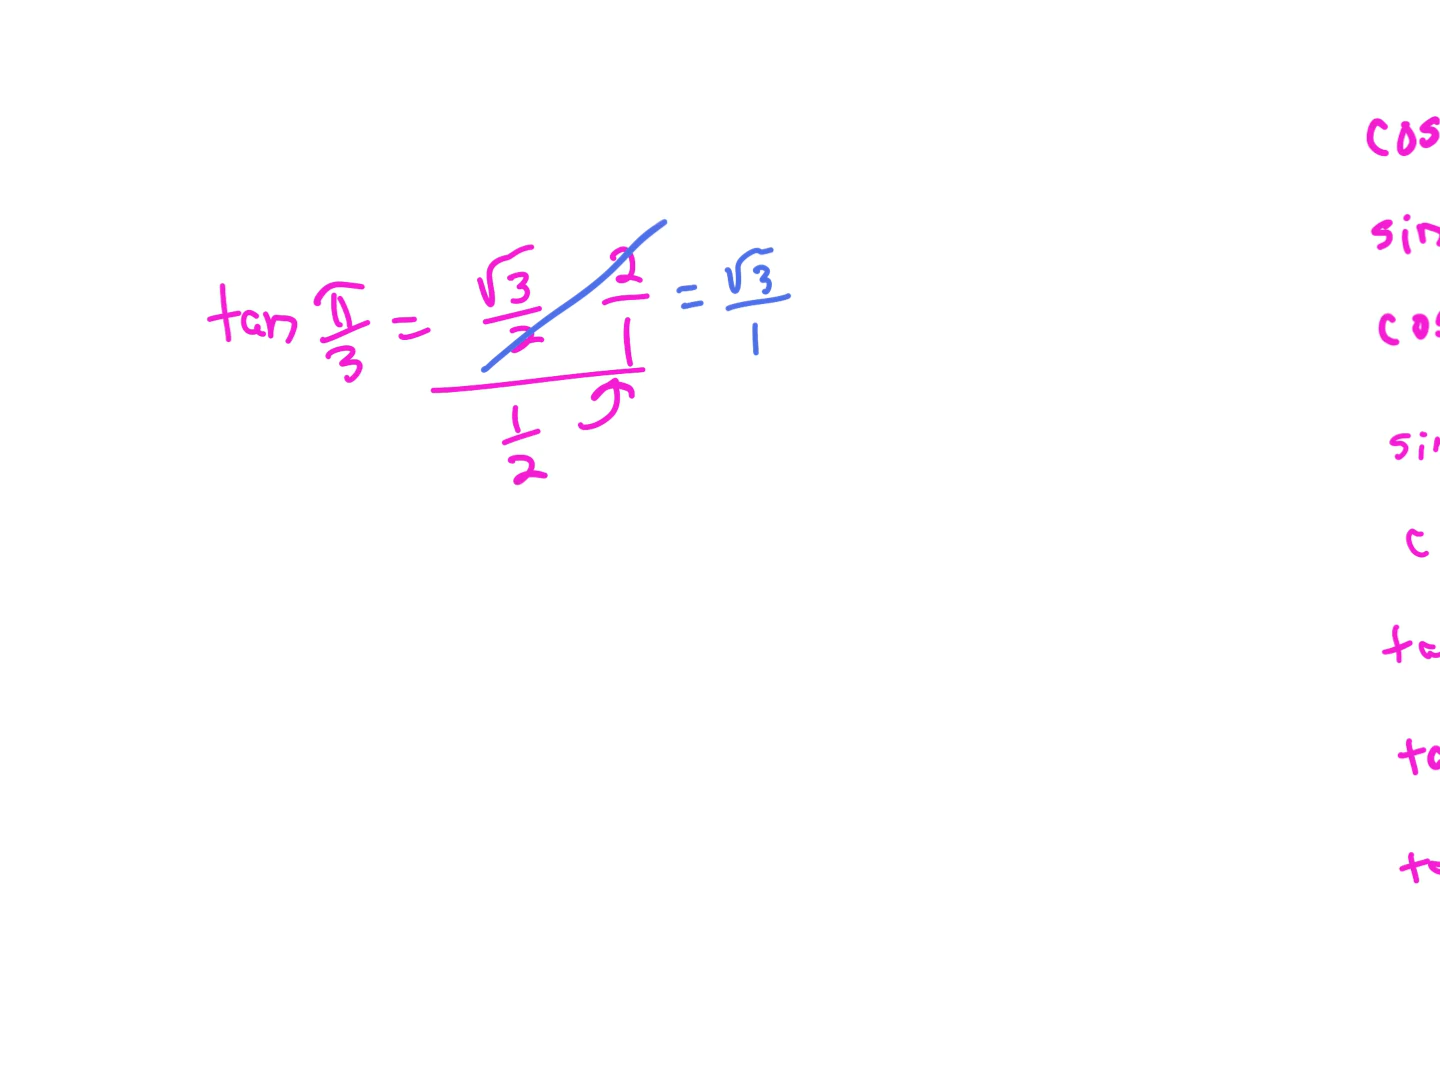 tan π/3 = (√3/2 · 2/1)/(1/2) = √3/1
cos
sin
cos
sin
c
ta
ta
ta